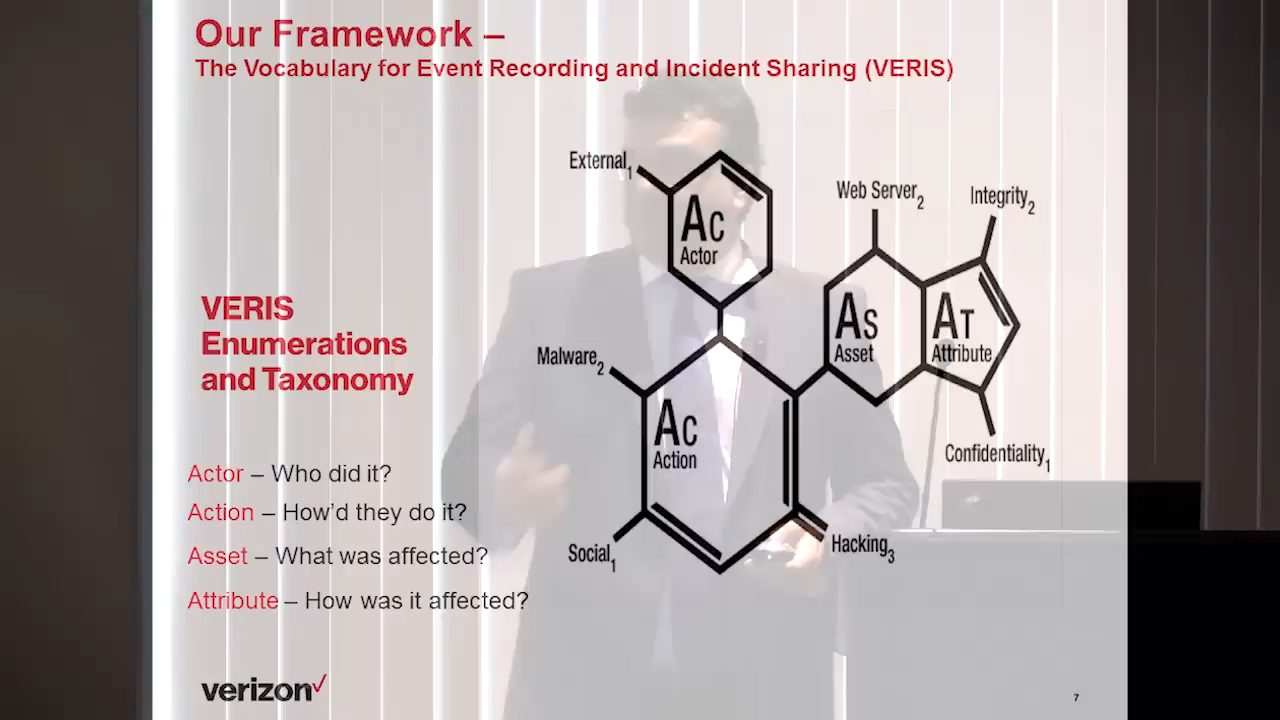 Our Framework –
The Vocabulary for Event Recording and Incident Sharing (VERIS)
External1
Web Server2
Integrity2
Ac
Actor
VERIS
Enumerations
and Taxonomy
As
Asset
AT
Attribute
Malware2
Ac
Action
Confidentiality1
Actor – Who did it?
Action – How'd they do it?
Asset – What was affected?
Attribute – How was it affected?
Social1
Hacking3
verizon✓
7